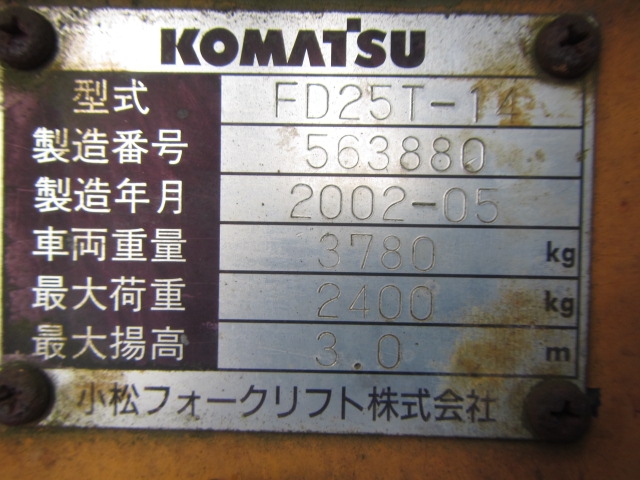 KOMATSU
型式 FD25T-14
製造番号 563880
製造年月 2002-05
車両重量 3780 kg
最大荷重 2400 kg
最大揚高 3.0 m
小松フォークリフト株式会社